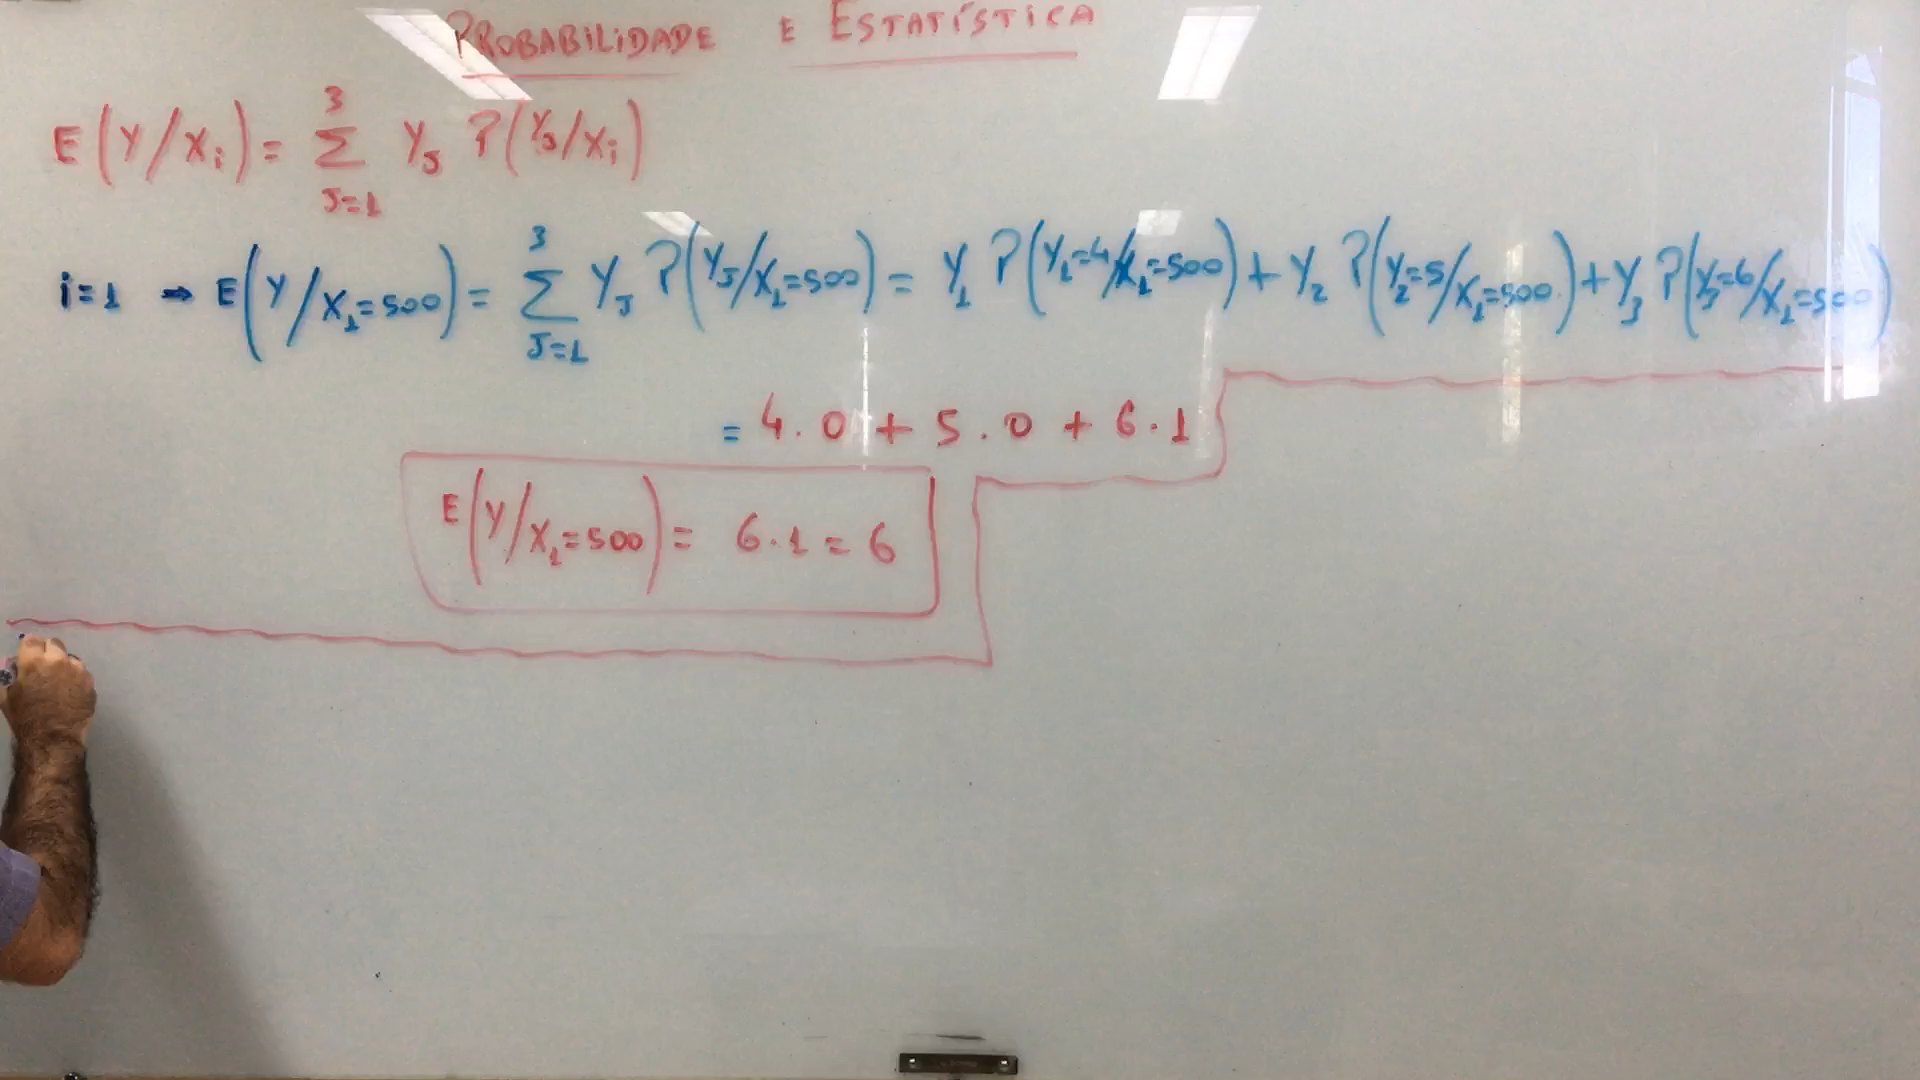 PROBABILIDADE E ESTATÍSTICA
E(Y/Xi) = 3 Σ J=1 YJ P(YJ/Xi)
i=1 → E(Y/X1=500) = 3 Σ J=1 YJ P(YJ/X1=500) = Y1 P(Y1=4/X1=500) + Y2 P(Y2=5/X1=500) + Y3 P(Y3=6/X1=500)
= 4.0 + 5.0 + 6.1
E(Y/X1=500) = 6.1 = 6